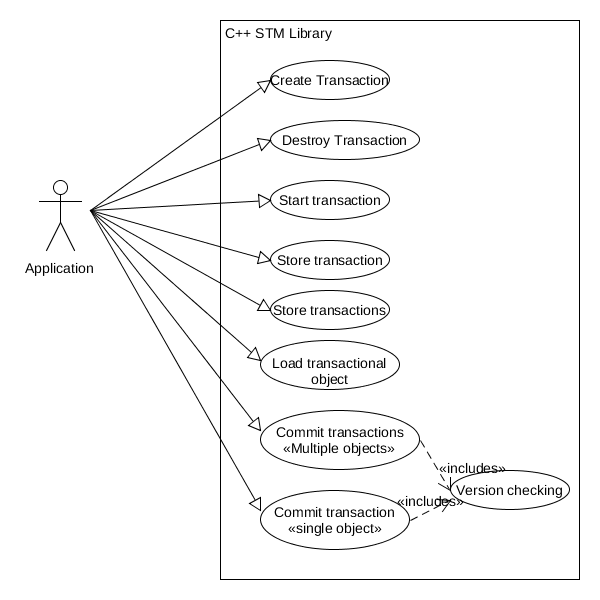 C++ STM Library
Create Transaction
Destroy Transaction
Start transaction
Store transaction
Store transactions
Load transactional
object
Commit transactions
«Multiple objects»
«includes»
Version checking
«includes»
Commit transaction
«single object»
Application